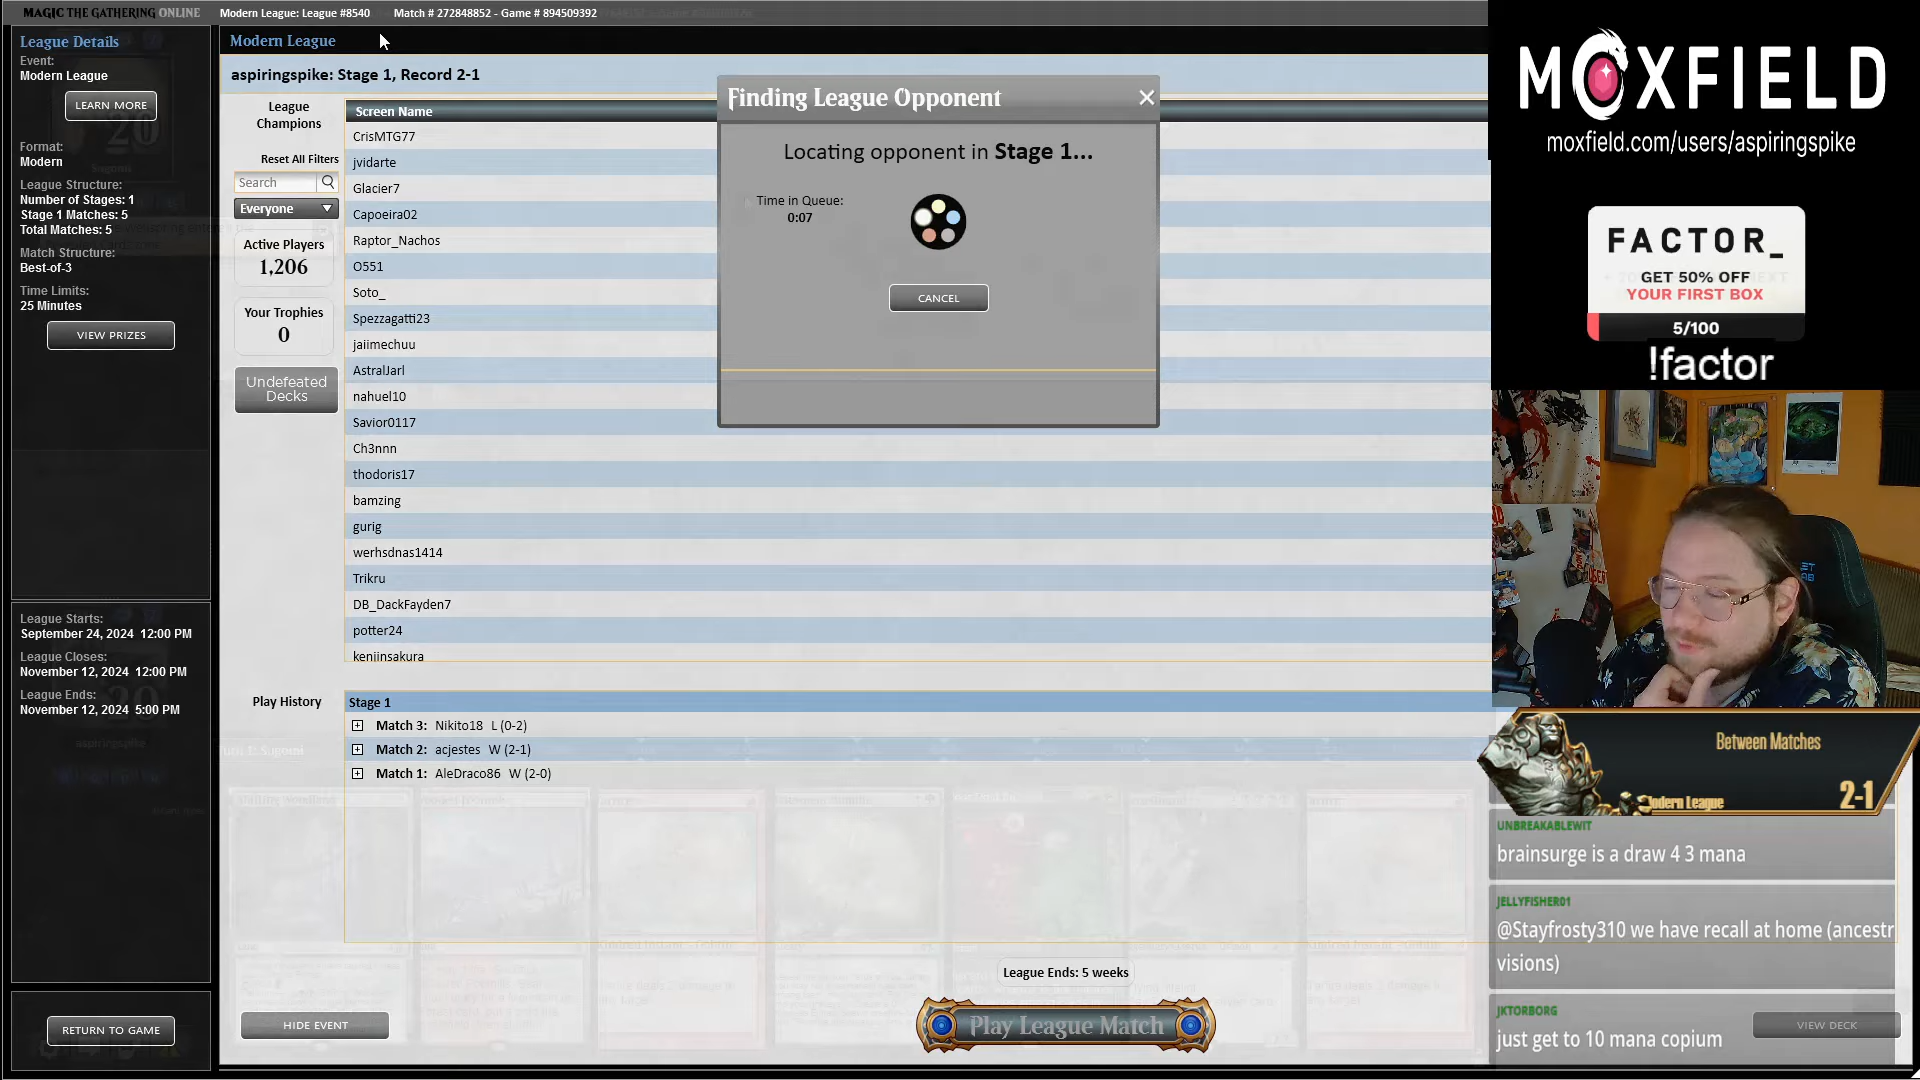 MAGIC THE GATHERING ONLINE
Modern League: League #8540
Match # 272848852 - Game # 894509392
League Details
Event:
Modern League
LEARN MORE
Format:
Modern
League Structure:
Number of Stages: 1
Stage 1 Matches: 5
Total Matches: 5
Match Structure:
Best-of-3
Time Limits:
25 Minutes
VIEW PRIZES
League Starts:
September 24, 2024 12:00 PM
League Closes:
November 12, 2024 12:00 PM
League Ends:
November 12, 2024 5:00 PM
RETURN TO GAME
Modern League
aspiringspike: Stage 1, Record 2-1
League
Champions
Reset All Filters
Search
Everyone
Active Players
1,206
Your Trophies
0
Undefeated
Decks
Screen Name
CrisMTG77
jvidarte
Glacier7
Capoeira02
Raptor_Nachos
O551
Soto_
Spezzagatti23
jaiimechuu
AstralJarl
nahuel10
Savior0117
Ch3nnn
thodoris17
bamzing
gurig
werhsdnas1414
Trikru
DB_DackFayden7
potter24
kenjinsakura
Finding League Opponent
Locating opponent in Stage 1...
Time in Queue:
0:07
CANCEL
Play History
Stage 1
Match 3: Nikito18 L (0-2)
Match 2: acjestes W (2-1)
Match 1: AleDraco86 W (2-0)
League Ends: 5 weeks
HIDE EVENT
Play League Match
VIEW DECK
MOXFIELD
moxfield.com/users/aspiringspike
FACTOR_
GET 50% OFF
YOUR FIRST BOX
5/100
!factor
Between Matches
Modern League
2-1
UNBREAKABLEWIT
brainsurge is a draw 4 3 mana
JELLYFISHER01
@Stayfrosty310 we have recall at home (ancestr
visions)
JKTORBORG
just get to 10 mana copium